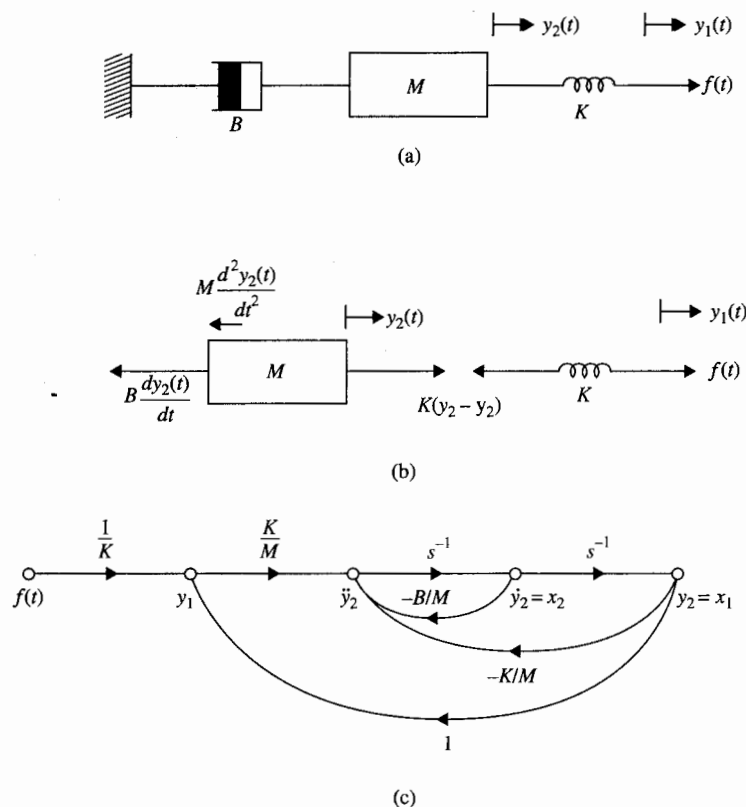 y₂(t) y₁(t)
M f(t)
B K
(a)
M d²y₂(t)/dt²
y₂(t) y₁(t)
M f(t)
B dy₂(t)/dt K(y₂ – y₂) K
(b)
1/K K/M s⁻¹ s⁻¹
f(t) y₁ ÿ₂ –B/M ẏ₂ = x₂ y₂ = x₁
–K/M
1
(c)